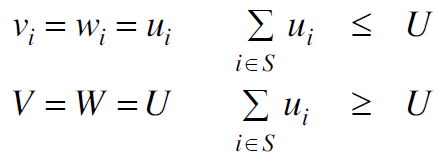 vᵢ = wᵢ = uᵢ  ∑_{i∈S} uᵢ ≤ U
V = W = U  ∑_{i∈S} uᵢ ≥ U